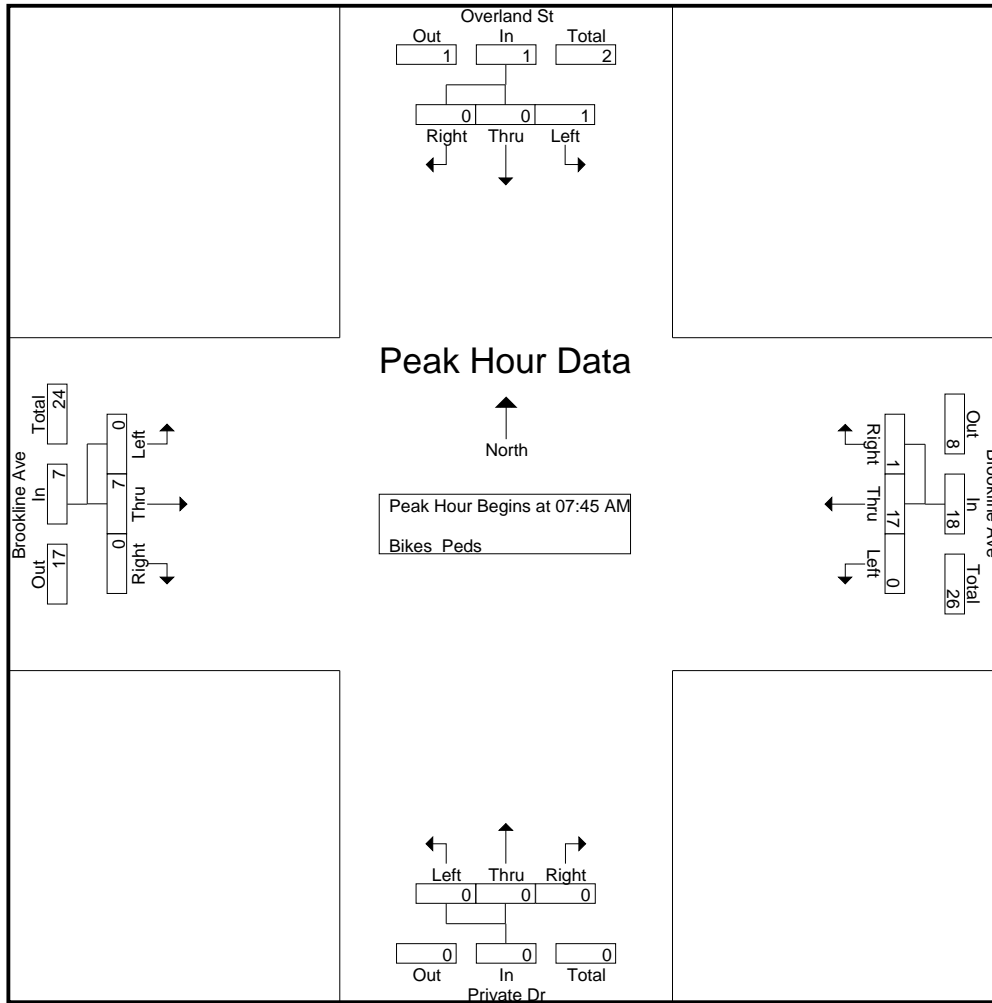 Overland St
Out In Total
1 1 2
0 0 1
Right Thru Left
Peak Hour Data
North
Peak Hour Begins at 07:45 AM
Bikes Peds
Brookline Ave
Total In Out
24 7 17
0 7 0
Left Thru Right
Brookline Ave
Out In Total
8 18 26
1 17 0
Right Thru Left
Left Thru Right
0 0 0
0 0 0
Out In Total
Private Dr